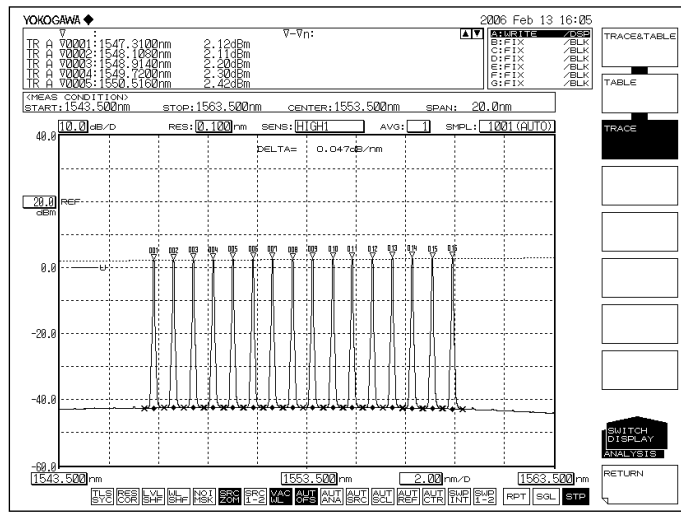 YOKOGAWA ◆ 2006 Feb 13 16:05
∇ : ∇-∇n:
TR A ∇0001:1547.3100nm 2.12dBm
TR A ∇0002:1548.1080nm 2.11dBm
TR A ∇0003:1548.9140nm 2.20dBm
TR A ∇0004:1549.7200nm 2.30dBm
TR A ∇0005:1550.5160nm 2.42dBm
A:WRITE /DSP
B:FIX /BLK
C:FIX /BLK
D:FIX /BLK
E:FIX /BLK
F:FIX /BLK
G:FIX /BLK
<MEAS CONDITION>
START:1543.500nm STOP:1563.500nm CENTER:1553.500nm SPAN: 20.0nm
10.0 dB/D RES: 0.100 nm SENS: HIGH1 AVG: 1 SMPL: 1001 (AUTO)
40.0
DELTA= 0.047dB/nm
20.0 REF
dBm
001 002 003 004 005 006 007 008 009 010 011 012 013 014 015 016
0.0
-20.0
-40.0
-60.0
1543.500 nm 1553.500 nm 2.00 nm/D 1563.500 nm
TLS SYC
RES COR
LVL SHF
WL SHF
NOI MSK
SRC ZOM
SRC 1-2
VAC WL
AUT OFS
AUT ANA
AUT SRC
AUT SCL
AUT REF
AUT CTR
SWP INT
SWP 1-2
RPT
SGL
STP
TRACE&TABLE
TABLE
TRACE
SWITCH
DISPLAY
ANALYSIS
RETURN